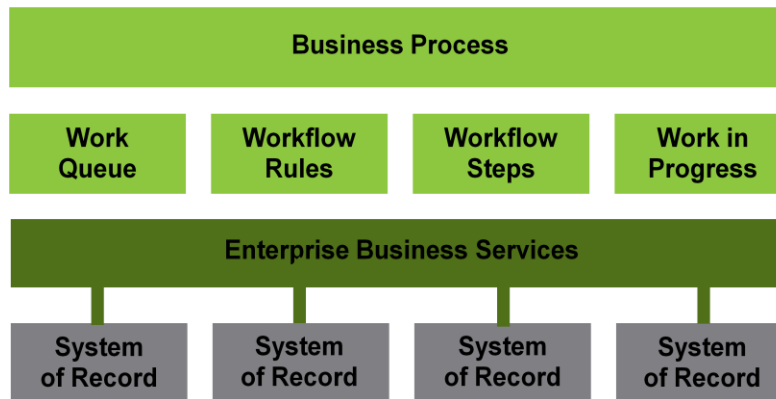 Business Process
Work
Queue
Workflow
Rules
Workflow
Steps
Work in
Progress
Enterprise Business Services
System
of Record
System
of Record
System
of Record
System
of Record